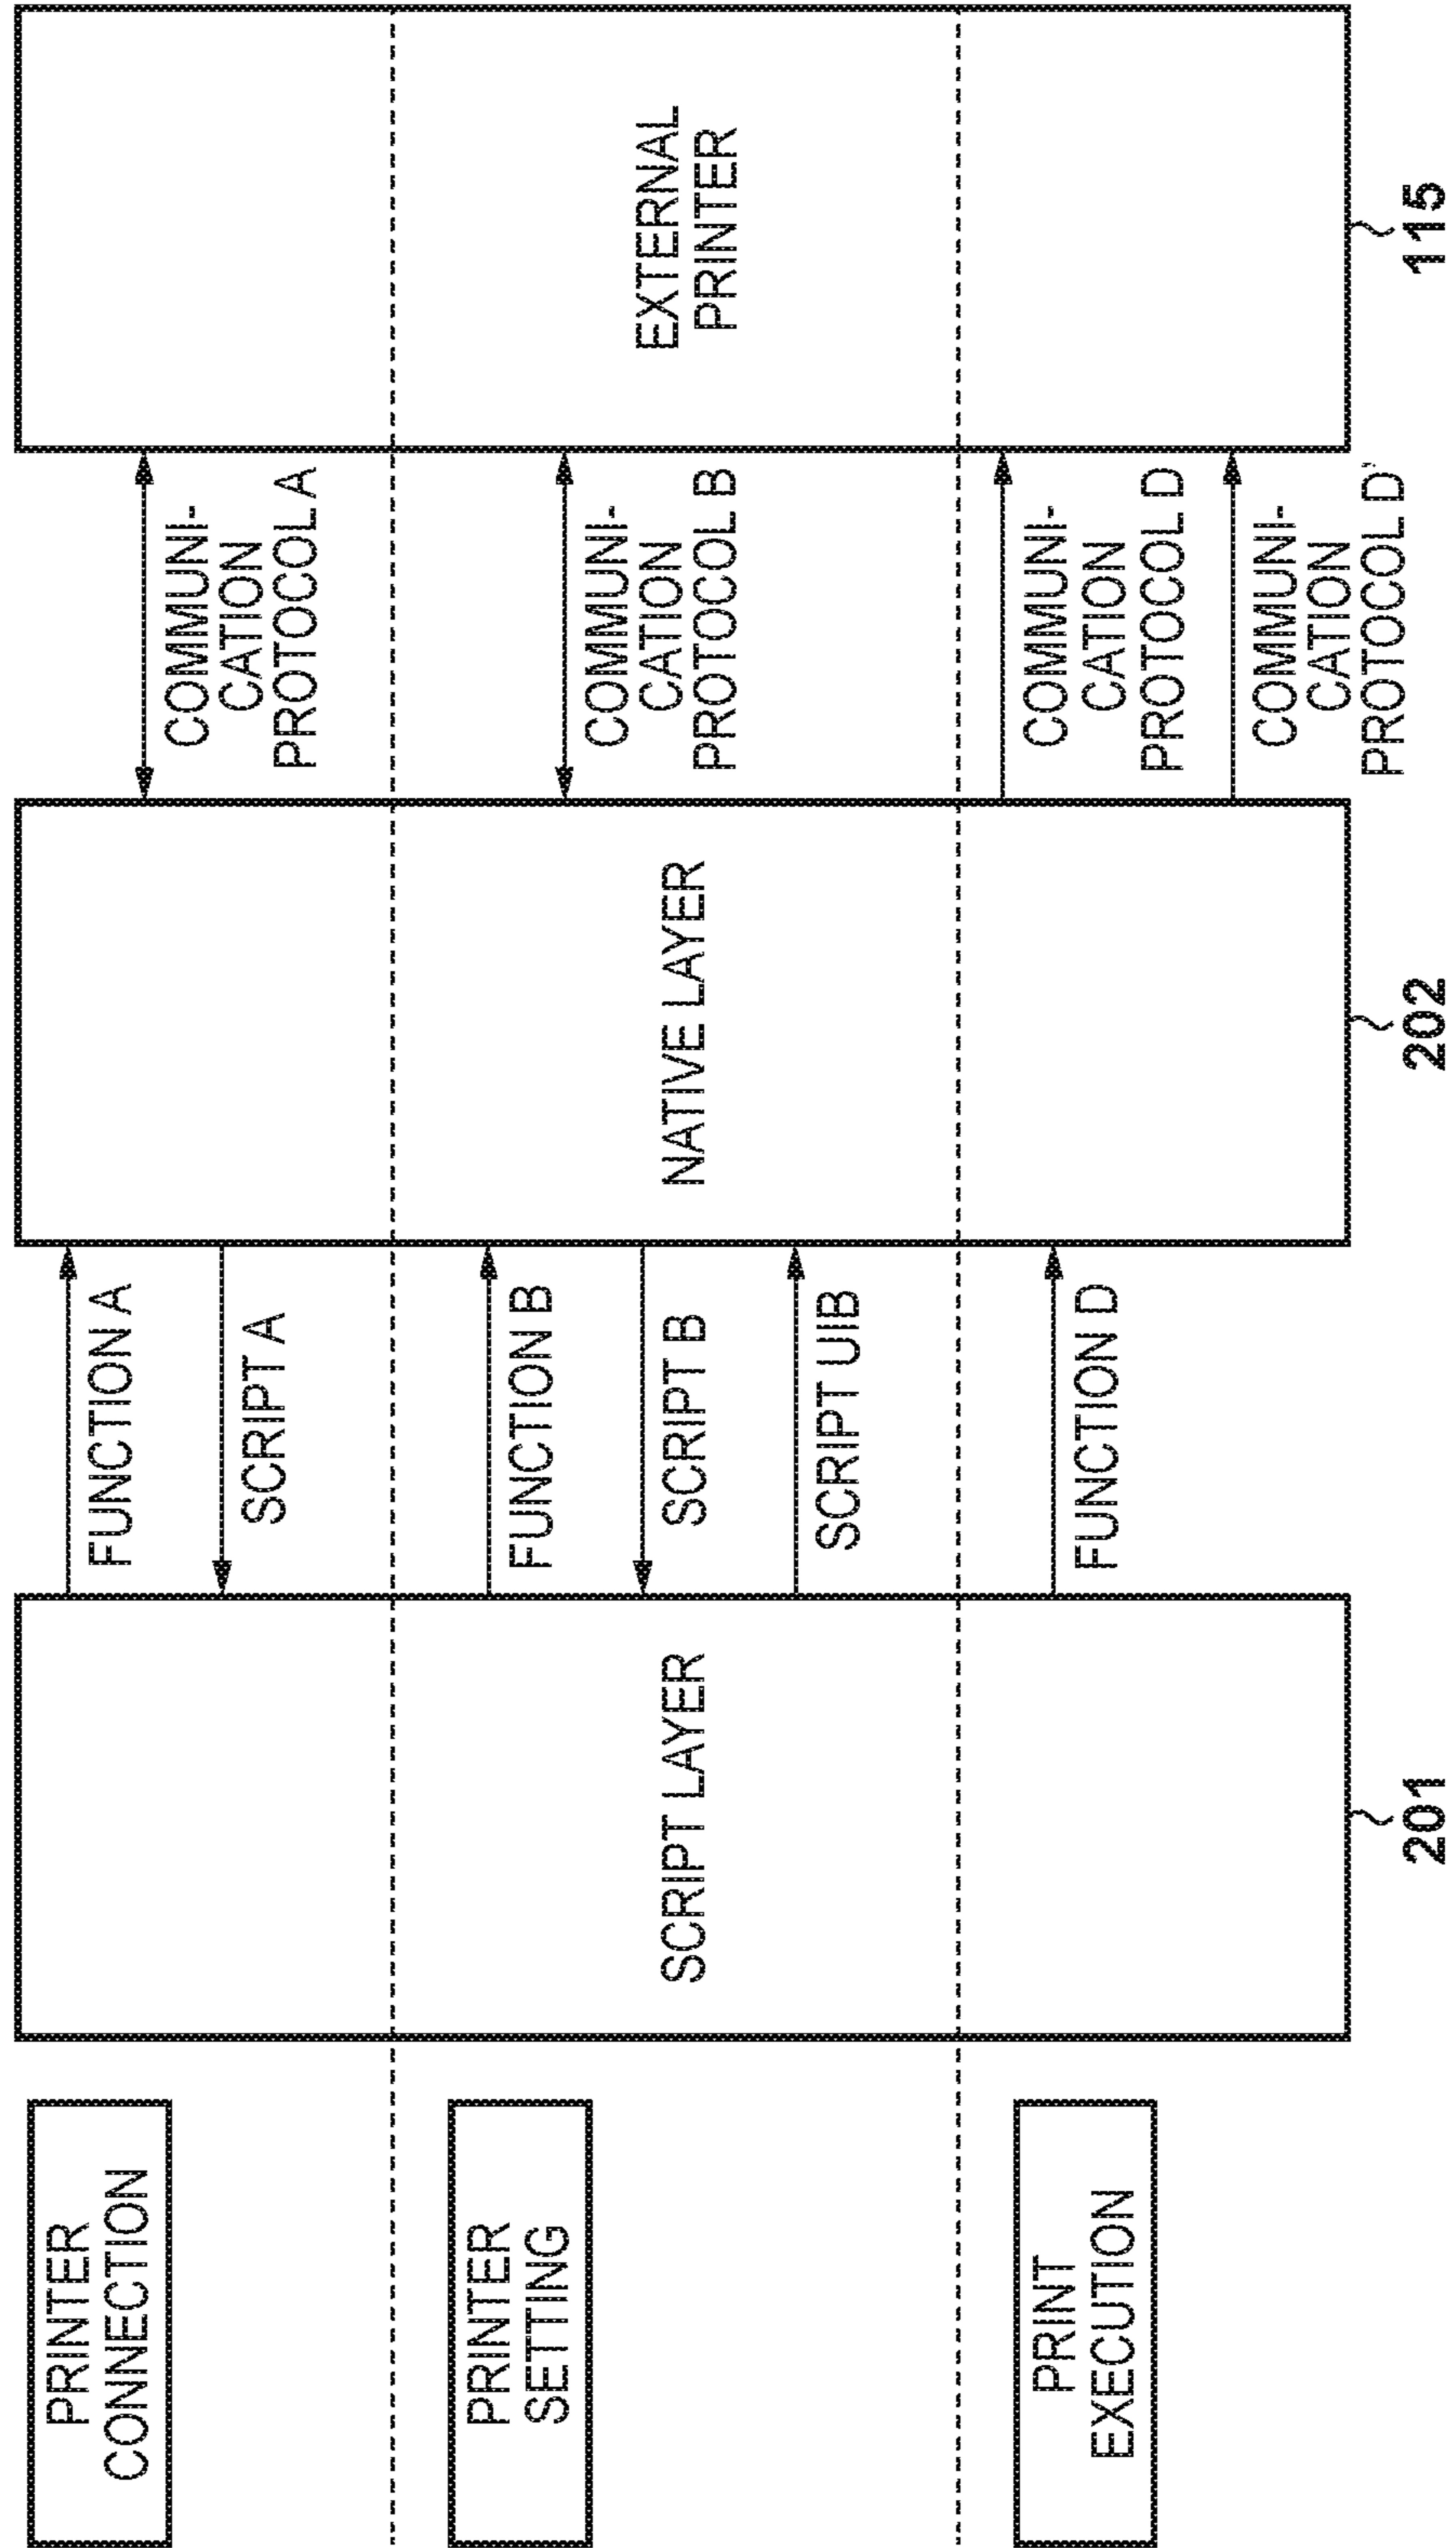 PRINTER
CONNECTION
FUNCTION A
SCRIPT A
COMMUNI-
CATION
PROTOCOL A
PRINTER
SETTING
FUNCTION B
SCRIPT B
SCRIPT UIB
SCRIPT LAYER
NATIVE LAYER
COMMUNI-
CATION
PROTOCOL B
EXTERNAL
PRINTER
PRINT
EXECUTION
FUNCTION D
COMMUNI-
CATION
PROTOCOL D
COMMUNI-
CATION
PROTOCOL D'
201
202
115